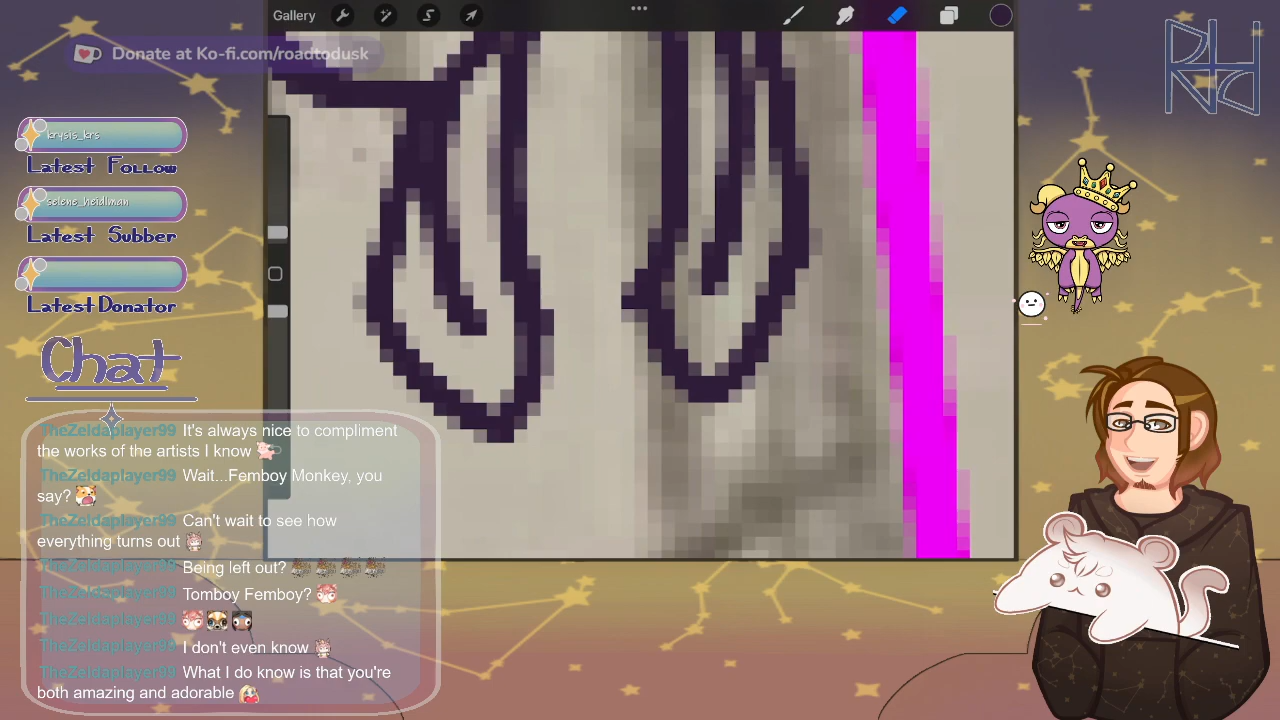 Gallery
Donate at Ko-fi.com/roadtodusk
krysis_krs
Latest Follow
selene_heidlman
Latest Subber
Latest Donator
Chat
TheZeldaplayer99 It's always nice to compliment
the works of the artists I know
TheZeldaplayer99 Wait...Femboy Monkey, you
say?
TheZeldaplayer99 Can't wait to see how
everything turns out
TheZeldaplayer99 Being left out?
TheZeldaplayer99 Tomboy Femboy?
TheZeldaplayer99
TheZeldaplayer99 I don't even know
TheZeldaplayer99 What I do know is that you're
both amazing and adorable